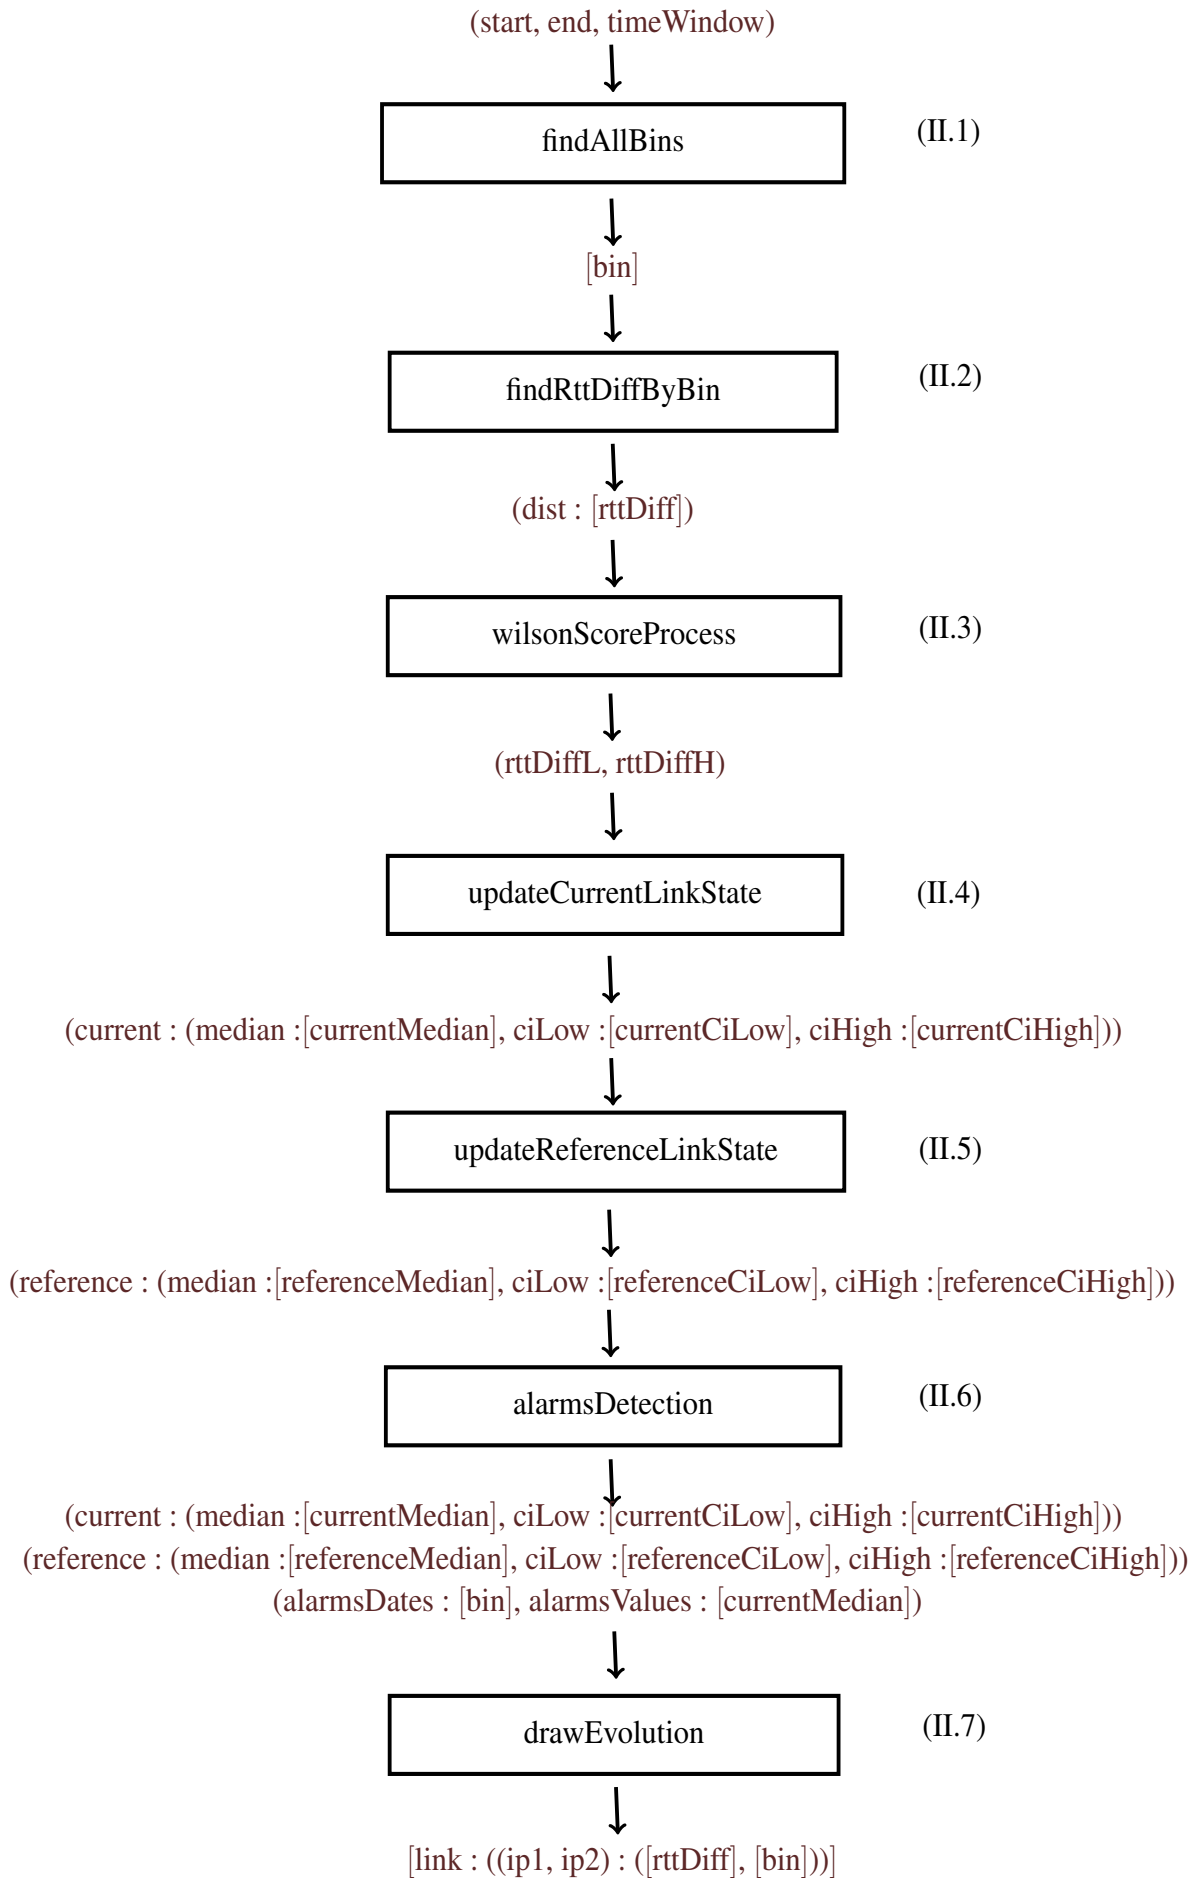 (start, end, timeWindow)
findAllBins (II.1)
[bin]
findRttDiffByBin (II.2)
(dist : [rttDiff])
wilsonScoreProcess (II.3)
(rttDiffL, rttDiffH)
updateCurrentLinkState (II.4)
(current : (median :[currentMedian], ciLow :[currentCiLow], ciHigh :[currentCiHigh]))
updateReferenceLinkState (II.5)
(reference : (median :[referenceMedian], ciLow :[referenceCiLow], ciHigh :[referenceCiHigh]))
alarmsDetection (II.6)
(current : (median :[currentMedian], ciLow :[currentCiLow], ciHigh :[currentCiHigh]))
(reference : (median :[referenceMedian], ciLow :[referenceCiLow], ciHigh :[referenceCiHigh]))
(alarmsDates : [bin], alarmsValues : [currentMedian])
drawEvolution (II.7)
[link : ((ip1, ip2) : ([rttDiff], [bin]))]